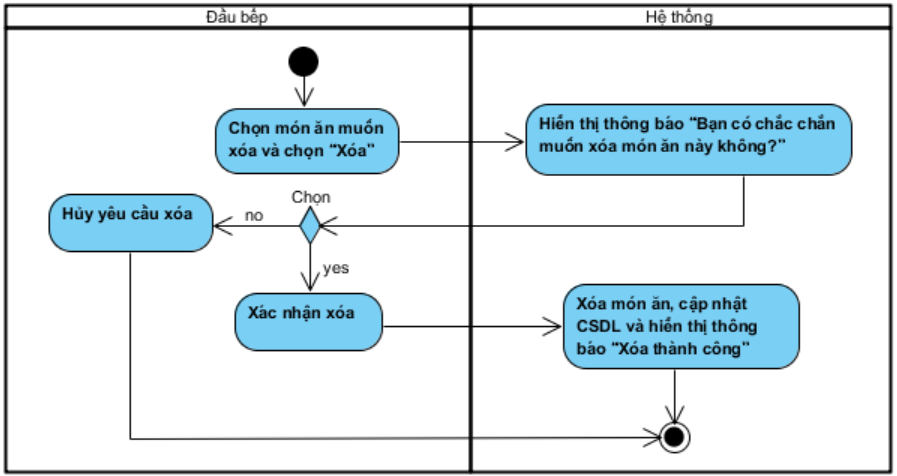 Đầu bếp
Hệ thống
Chọn món ăn muốn
xóa và chọn “Xóa”
Hiển thị thông báo “Bạn có chắc chắn
muốn xóa món ăn này không?”
Chọn
Hủy yêu cầu xóa
no
yes
Xác nhận xóa
Xóa món ăn, cập nhật
CSDL và hiển thị thông
báo “Xóa thành công”